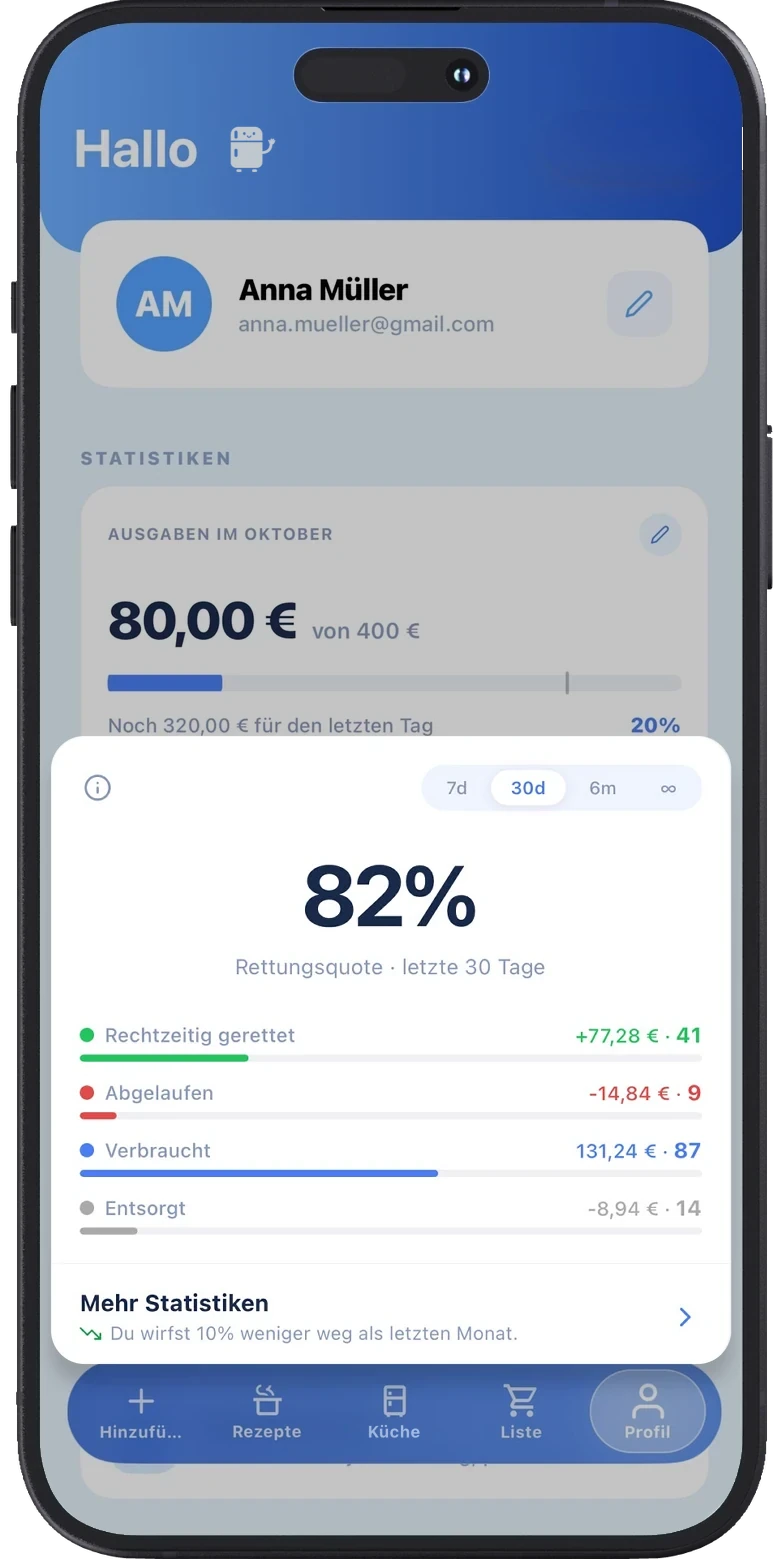 Hallo
AM
Anna Müller
anna.mueller@gmail.com
STATISTIKEN
AUSGABEN IM OKTOBER
80,00 € von 400 €
Noch 320,00 € für den letzten Tag 20%
7d 30d 6m ∞
82%
Rettungsquote · letzte 30 Tage
Rechtzeitig gerettet +77,28 € · 41
Abgelaufen -14,84 € · 9
Verbraucht 131,24 € · 87
Entsorgt -8,94 € · 14
Mehr Statistiken
Du wirfst 10% weniger weg als letzten Monat.
Hinzufü... Rezepte Küche Liste Profil